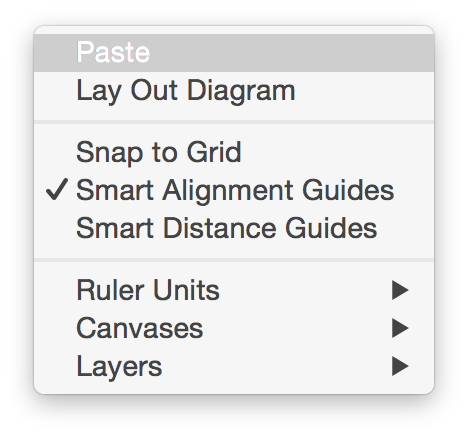 Paste
Lay Out Diagram
Snap to Grid
Smart Alignment Guides
Smart Distance Guides
Ruler Units
Canvases
Layers